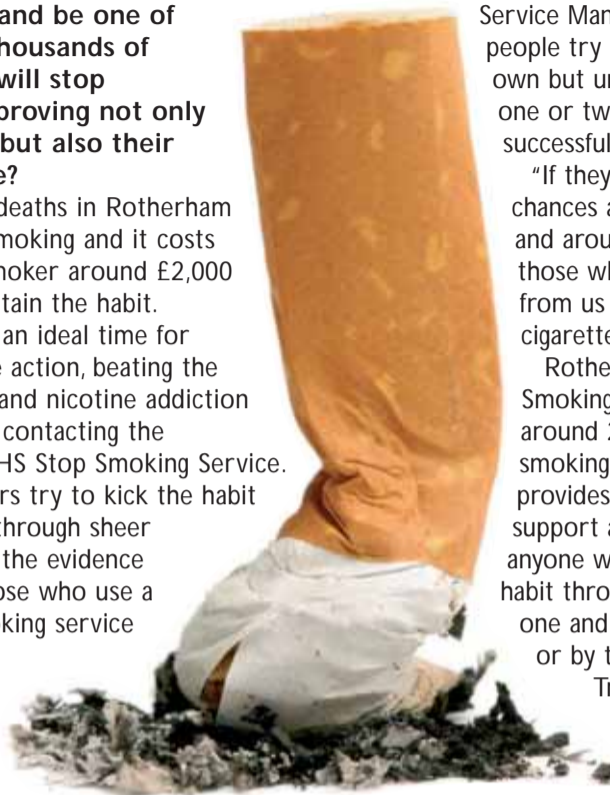 and be one of
housands of
will stop
proving not only
but also their
e?
deaths in Rotherham
moking and it costs
moker around £2,000
tain the habit.
an ideal time for
e action, beating the
and nicotine addiction
contacting the
HS Stop Smoking Service.
rs try to kick the habit
through sheer
the evidence
ose who use a
king service
Service Man
people try
own but un
one or tw
successful
"If they
chances a
and arou
those wh
from us
cigarette
Rothe
Smoking
around 2
smoking
provides
support a
anyone w
habit thro
one and
or by t
Tr